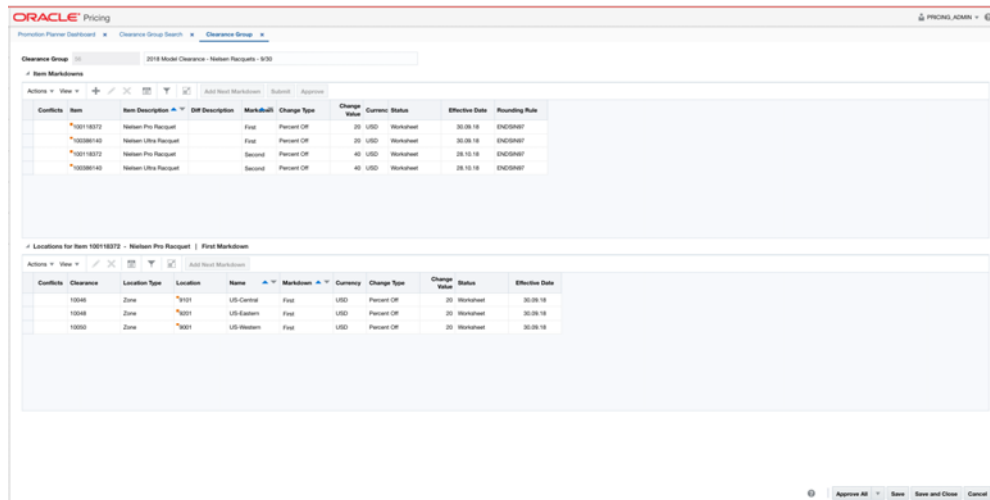 ORACLE Pricing PRICING_ADMIN
Promotion Planner Dashboard Clearance Group Search Clearance Group
Clearance Group 2018 Model Clearance - Nielsen Racquets - 9/30
Item Markdowns
Actions View Add Next Markdown Submit Approve
Conflicts Item Item Description Diff Description Markdown Change Type Change Value Currenc Status Effective Date Rounding Rule
100118372 Nielsen Pro Racquet First Percent Off 20 USD Worksheet 30.09.18 ENDSIN97
100386140 Nielsen Ultra Racquet First Percent Off 20 USD Worksheet 30.09.18 ENDSIN97
100118372 Nielsen Pro Racquet Second Percent Off 40 USD Worksheet 28.10.18 ENDSIN97
100386140 Nielsen Ultra Racquet Second Percent Off 40 USD Worksheet 28.10.18 ENDSIN97
Locations for Item 100118372 - Nielsen Pro Racquet | First Markdown
Actions View Add Next Markdown
Conflicts Clearance Location Type Location Name Markdown Currency Change Type Change Value Status Effective Date
10046 Zone 9101 US-Central First USD Percent Off 20 Worksheet 30.09.18
10048 Zone 9201 US-Eastern First USD Percent Off 20 Worksheet 30.09.18
10050 Zone 9001 US-Western First USD Percent Off 20 Worksheet 30.09.18
Approve All Save Save and Close Cancel